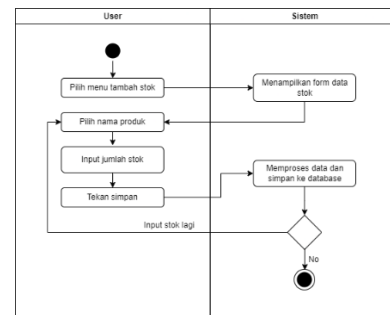 User
Sistem
Pilih menu tambah stok
Menampilkan form data
stok
Pilih nama produk
Input jumlah stok
Tekan simpan
Memproses data dan
simpan ke database
Input stok lagi
No